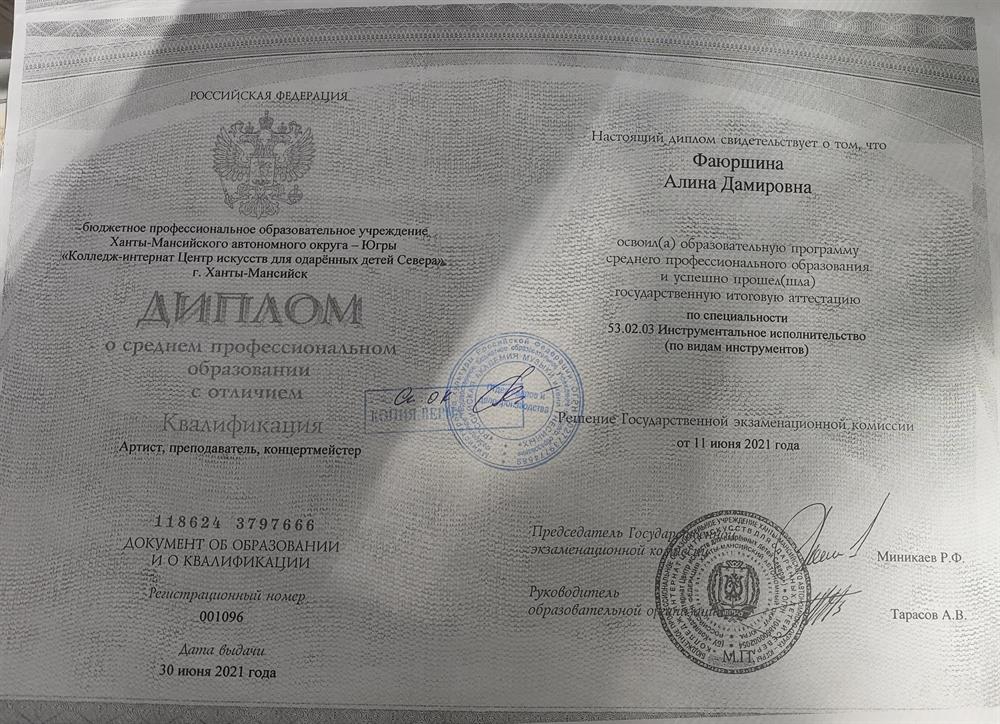 РОССИЙСКАЯ ФЕДЕРАЦИЯ
бюджетное профессиональное образовательное учреждение
Ханты-Мансийского автономного округа – Югры
«Колледж-интернат Центр искусств для одарённых детей Севера»
г. Ханты-Мансийск
ДИПЛОМ
о среднем профессиональном
образовании
с отличием
Квалификация
Артист, преподаватель, концертмейстер
118624 3797666
ДОКУМЕНТ ОБ ОБРАЗОВАНИИ
И О КВАЛИФИКАЦИИ
Регистрационный номер
001096
Дата выдачи
30 июня 2021 года
КОПИЯ ВЕРНА
Настоящий диплом свидетельствует о том, что
Фаюршина
Алина Дамировна
освоил(а) образовательную программу
среднего профессионального образования
и успешно прошел(шла)
государственную итоговую аттестацию
по специальности
53.02.03 Инструментальное исполнительство
(по видам инструментов)
Решение Государственной экзаменационной комиссии
от 11 июня 2021 года
Председатель Государственной
экзаменационной комиссии
Миникаев Р.Ф.
Руководитель
образовательной организации
Тарасов А.В.
М.П.